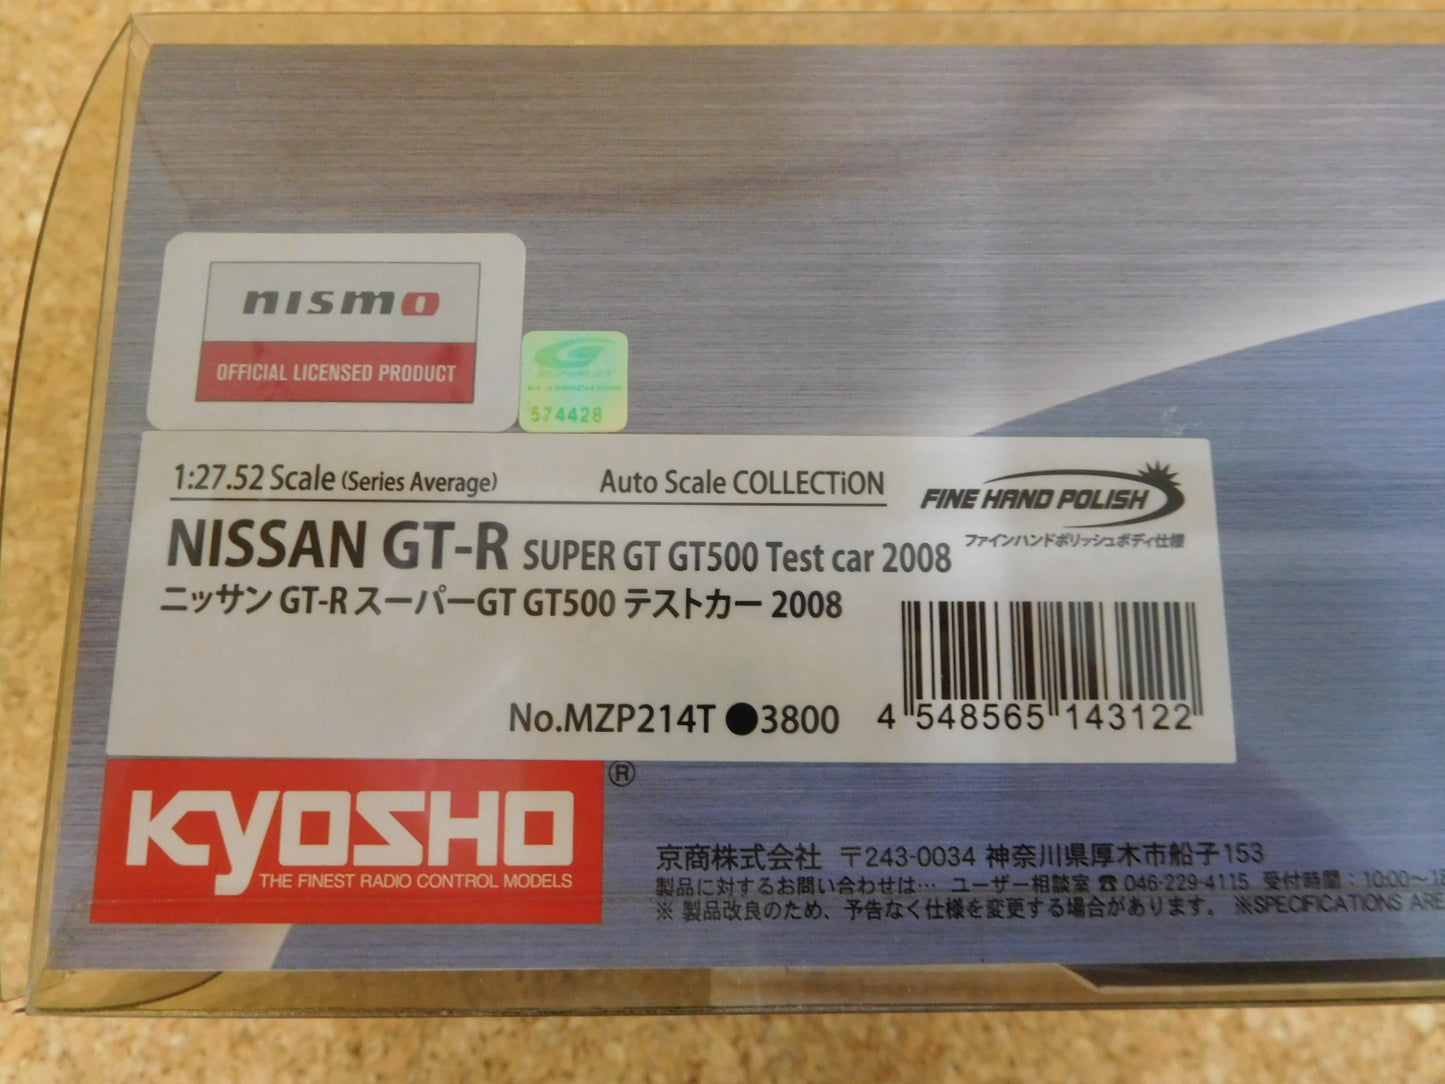 nismo
OFFICIAL LICENSED PRODUCT
SUPER GT
GT ASSOCIATION
574428
1:27.52 Scale (Series Average)
Auto Scale COLLECTiON
FINE HAND POLISH
ファインハンドポリッシュボディ仕様
NISSAN GT-R SUPER GT GT500 Test car 2008
ニッサン GT-R スーパーGT GT500 テストカー 2008
No.MZP214T ●3800
4 548565 143122
KYOSHO®
THE FINEST RADIO CONTROL MODELS
京商株式会社 〒243-0034 神奈川県厚木市船子153
製品に対するお問い合わせは… ユーザー相談室 ☎ 046-229-4115 受付時間：10:00～18
※ 製品改良のため、予告なく仕様を変更する場合があります。 ※SPECIFICATIONS ARE